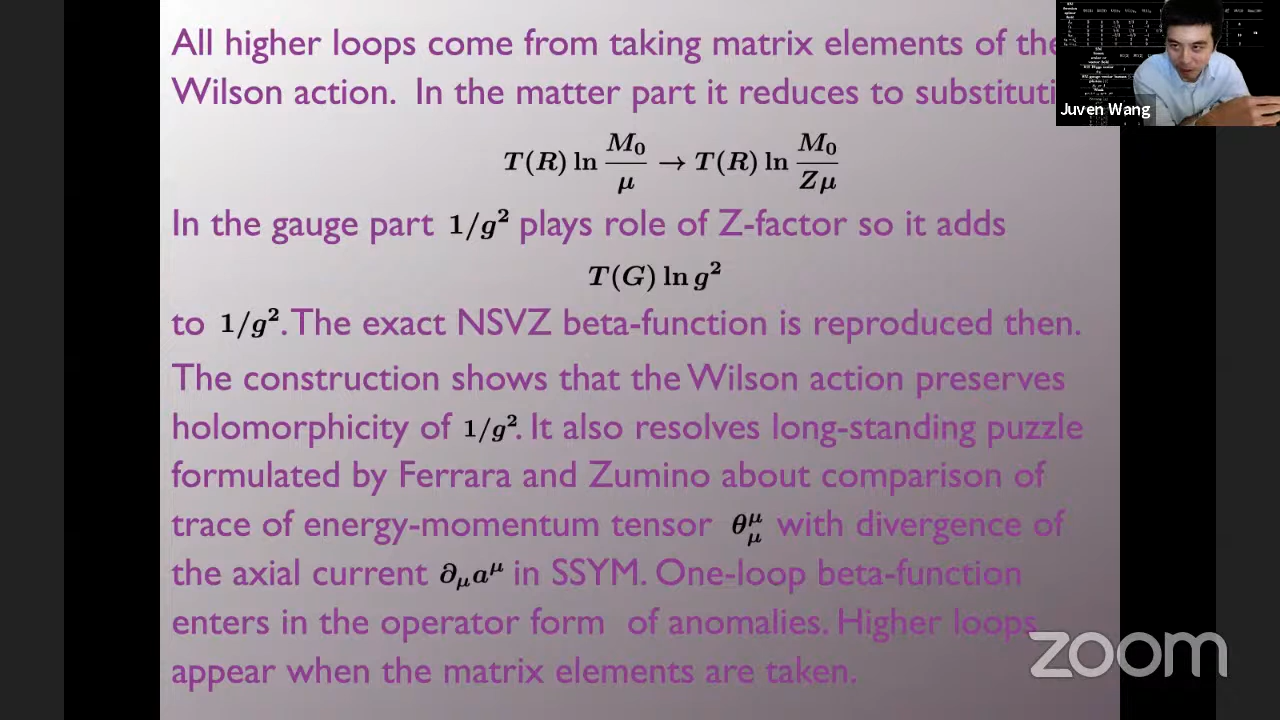 All higher loops come from taking matrix elements of the
Wilson action. In the matter part it reduces to
T(R) ln M₀/μ → T(R) ln M₀/Zμ
In the gauge part 1/g² plays role of Z-factor so it adds
T(G) ln g²
to 1/g². The exact NSVZ beta-function is reproduced then.
The construction shows that the Wilson action preserves
holomorphicity of 1/g². It also resolves long-standing puzzle
formulated by Ferrara and Zumino about comparison of
trace of energy-momentum tensor θ^μ_μ with divergence of
the axial current ∂_μ a^μ in SSYM. One-loop beta-function
enters in the operator form of anomalies. Higher loops
appear when the matrix elements are taken.
Juven Wang
zoom